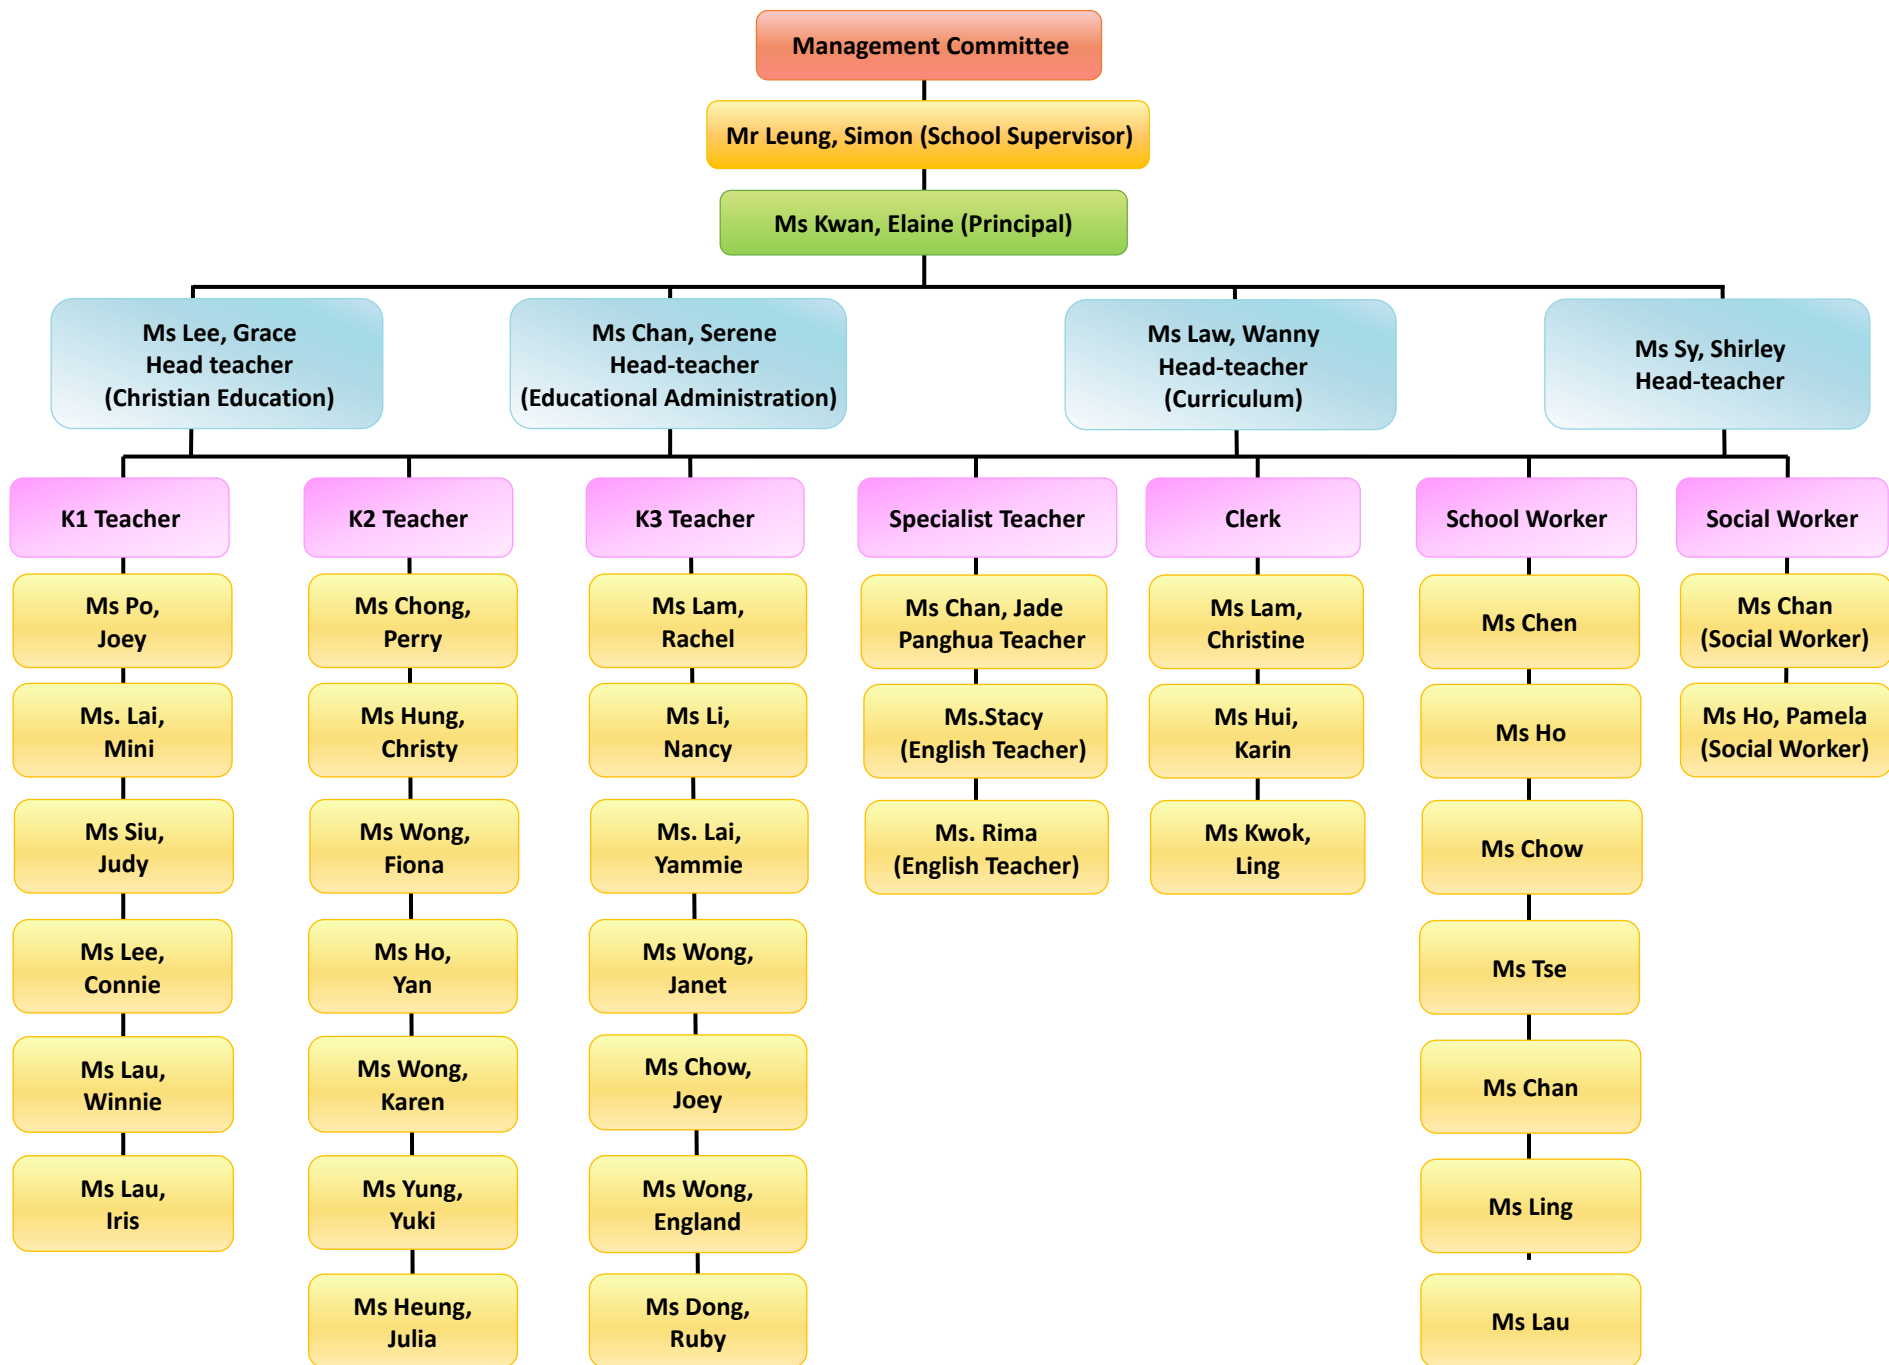 Management Committee
Mr Leung, Simon (School Supervisor)
Ms Kwan, Elaine (Principal)
Ms Lee, Grace
Head teacher
(Christian Education)
Ms Chan, Serene
Head-teacher
(Educational Administration)
Ms Law, Wanny
Head-teacher
(Curriculum)
Ms Sy, Shirley
Head-teacher
K1 Teacher
Ms Po,
Joey
Ms. Lai,
Mini
Ms Siu,
Judy
Ms Lee,
Connie
Ms Lau,
Winnie
Ms Lau,
Iris
K2 Teacher
Ms Chong,
Perry
Ms Hung,
Christy
Ms Wong,
Fiona
Ms Ho,
Yan
Ms Wong,
Karen
Ms Yung,
Yuki
Ms Heung,
Julia
K3 Teacher
Ms Lam,
Rachel
Ms Li,
Nancy
Ms. Lai,
Yammie
Ms Wong,
Janet
Ms Chow,
Joey
Ms Wong,
England
Ms Dong,
Ruby
Specialist Teacher
Ms Chan, Jade
Panghua Teacher
Ms.Stacy
(English Teacher)
Ms. Rima
(English Teacher)
Clerk
Ms Lam,
Christine
Ms Hui,
Karin
Ms Kwok,
Ling
School Worker
Ms Chen
Ms Ho
Ms Chow
Ms Tse
Ms Chan
Ms Ling
Ms Lau
Social Worker
Ms Chan
(Social Worker)
Ms Ho, Pamela
(Social Worker)